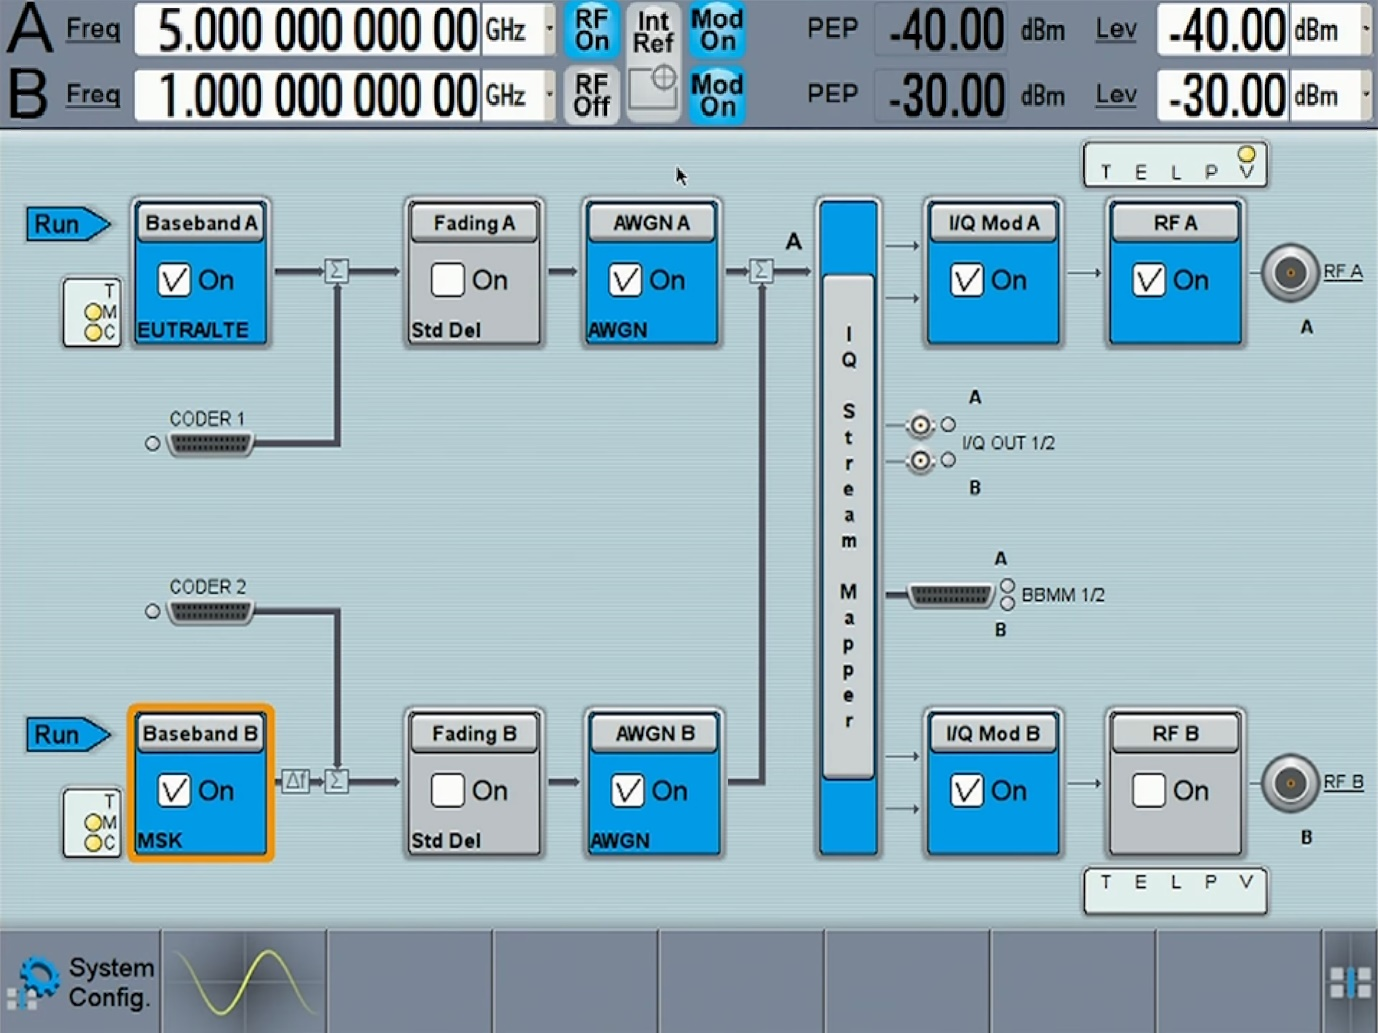 A Freq 5.000 000 000 00 GHz RF On Int Ref Mod On PEP -40.00 dBm Lev -40.00 dBm
B Freq 1.000 000 000 00 GHz RF Off Mod On PEP -30.00 dBm Lev -30.00 dBm
T E L P V
Run Baseband A Fading A AWGN A A I/Q Mod A RF A
On On On On On RF A
T M C
EUTRA/LTE Std Del AWGN A
IQ Stream Mapper
A
CODER 1
I/Q OUT 1/2
B
A
CODER 2
BBMM 1/2
B
Run Baseband B Fading B AWGN B I/Q Mod B RF B
On Δf Σ On On On On RF B
Σ Σ
T M C
MSK Std Del AWGN B
T E L P V
System Config.